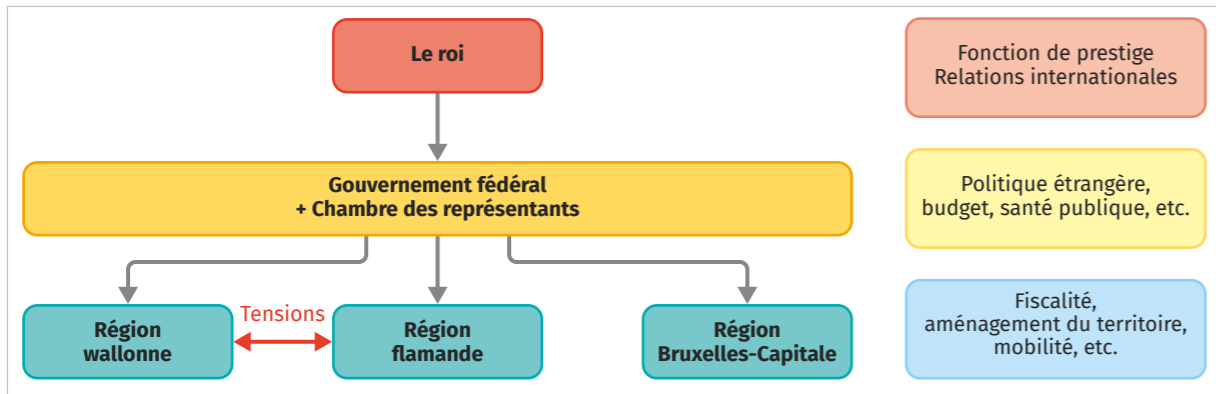 Le roi
Fonction de prestige
Relations internationales
Gouvernement fédéral
+ Chambre des représentants
Politique étrangère,
budget, santé publique, etc.
Région
wallonne
Tensions
Région
flamande
Région
Bruxelles-Capitale
Fiscalité,
aménagement du territoire,
mobilité, etc.